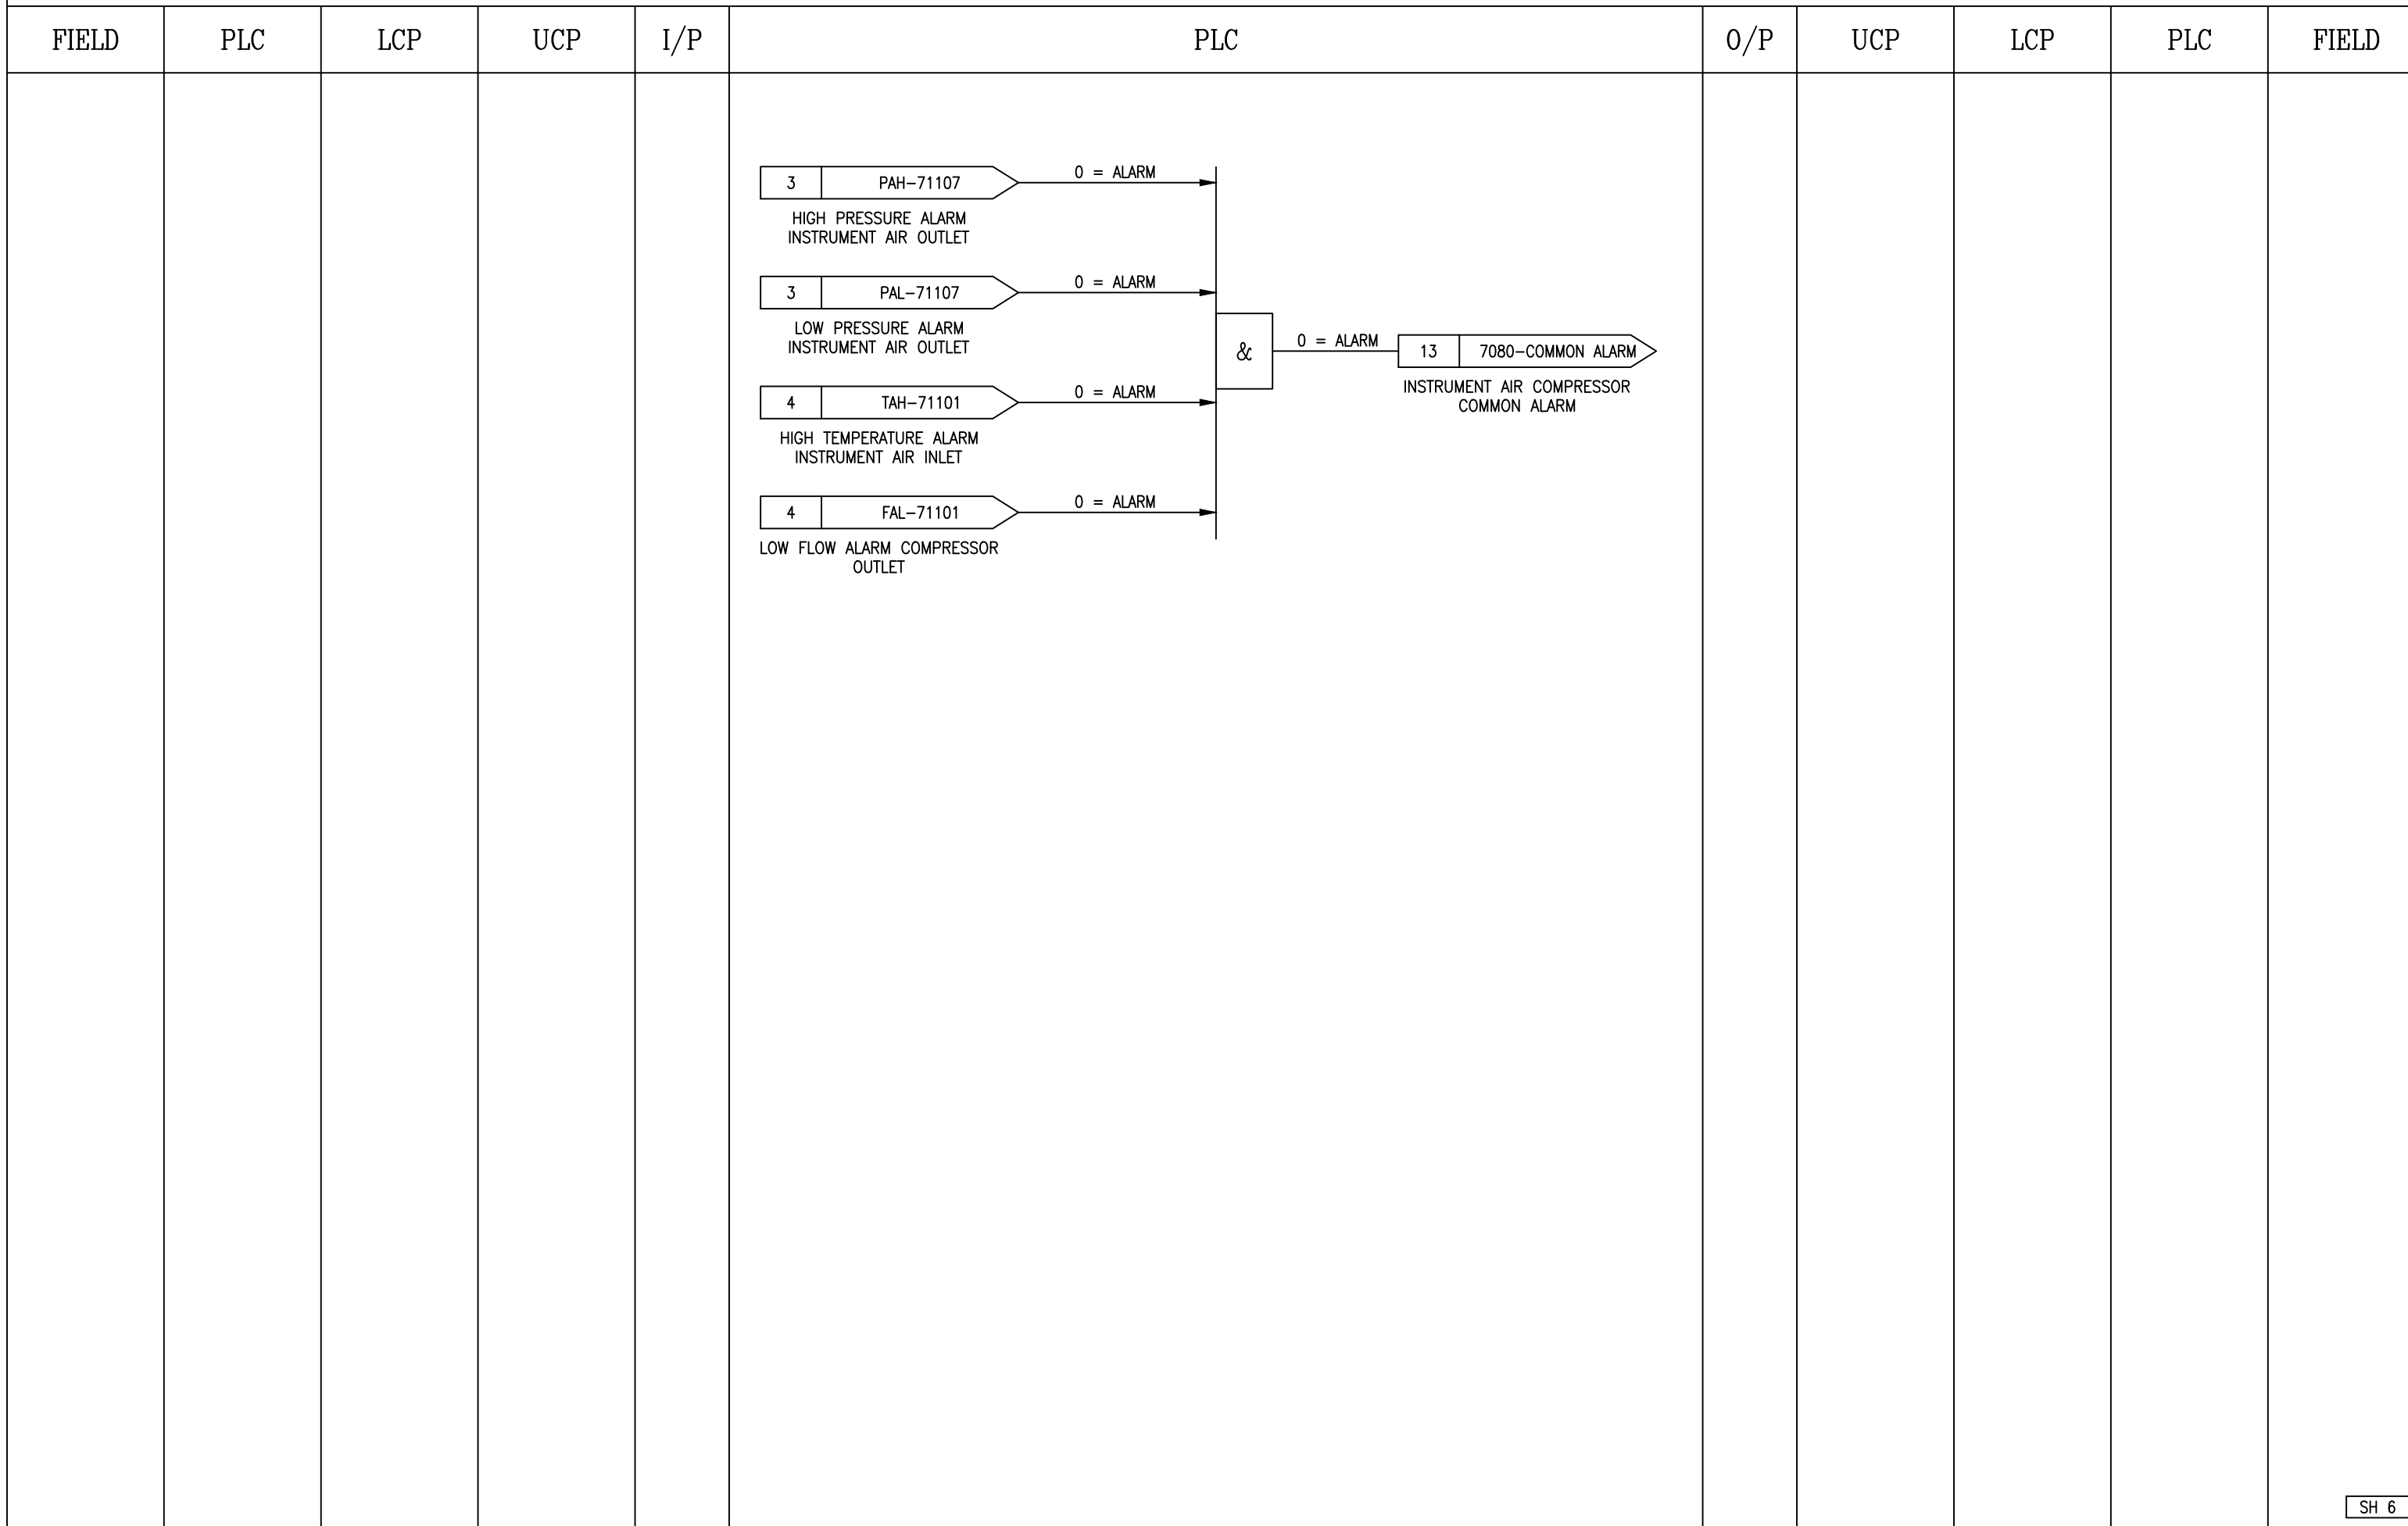 FIELD PLC LCP UCP I/P PLC O/P UCP LCP PLC FIELD
3 PAH-71107 0 = ALARM
HIGH PRESSURE ALARM
INSTRUMENT AIR OUTLET
3 PAL-71107 0 = ALARM
LOW PRESSURE ALARM
INSTRUMENT AIR OUTLET
& 0 = ALARM 13 7080-COMMON ALARM
INSTRUMENT AIR COMPRESSOR
COMMON ALARM
4 TAH-71101 0 = ALARM
HIGH TEMPERATURE ALARM
INSTRUMENT AIR INLET
4 FAL-71101 0 = ALARM
LOW FLOW ALARM COMPRESSOR
OUTLET
SH 6